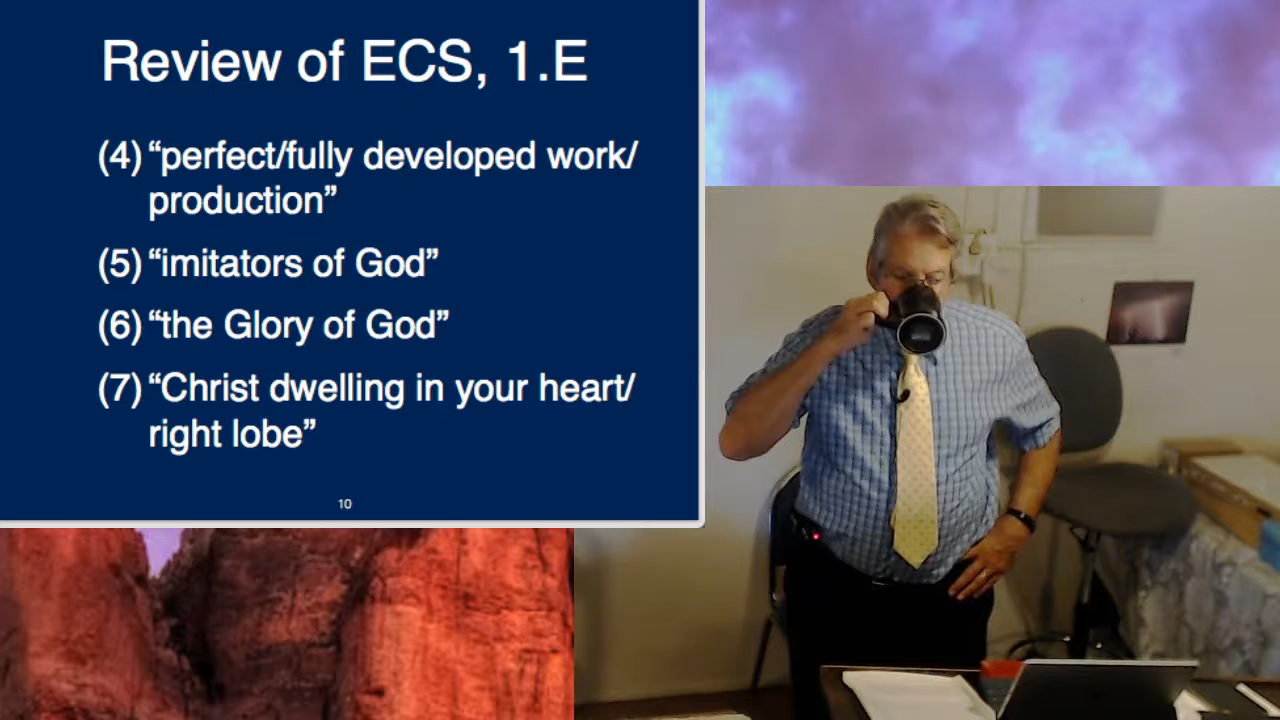 Review of ECS, 1.E
(4) “perfect/fully developed work/
production”
(5) “imitators of God”
(6) “the Glory of God”
(7) “Christ dwelling in your heart/
right lobe”
10